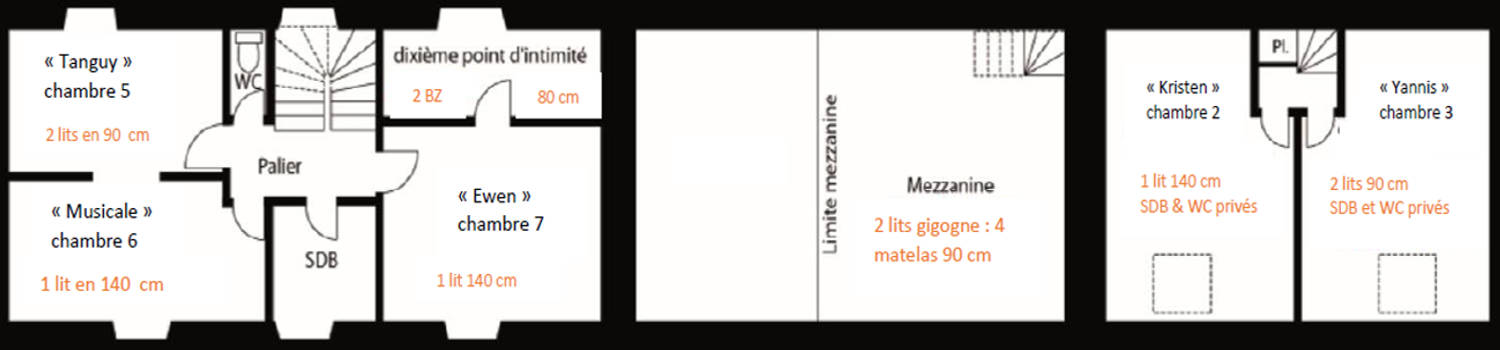 « Tanguy »
chambre 5
2 lits en 90 cm
WC
dixième point d'intimité
2 BZ
80 cm
Palier
« Musicale »
chambre 6
1 lit en 140 cm
SDB
« Ewen »
chambre 7
1 lit 140 cm
Limite mezzanine
Mezzanine
2 lits gigogne : 4
matelas 90 cm
Pl.
« Kristen »
chambre 2
1 lit 140 cm
SDB & WC privés
« Yannis »
chambre 3
2 lits 90 cm
SDB et WC privés